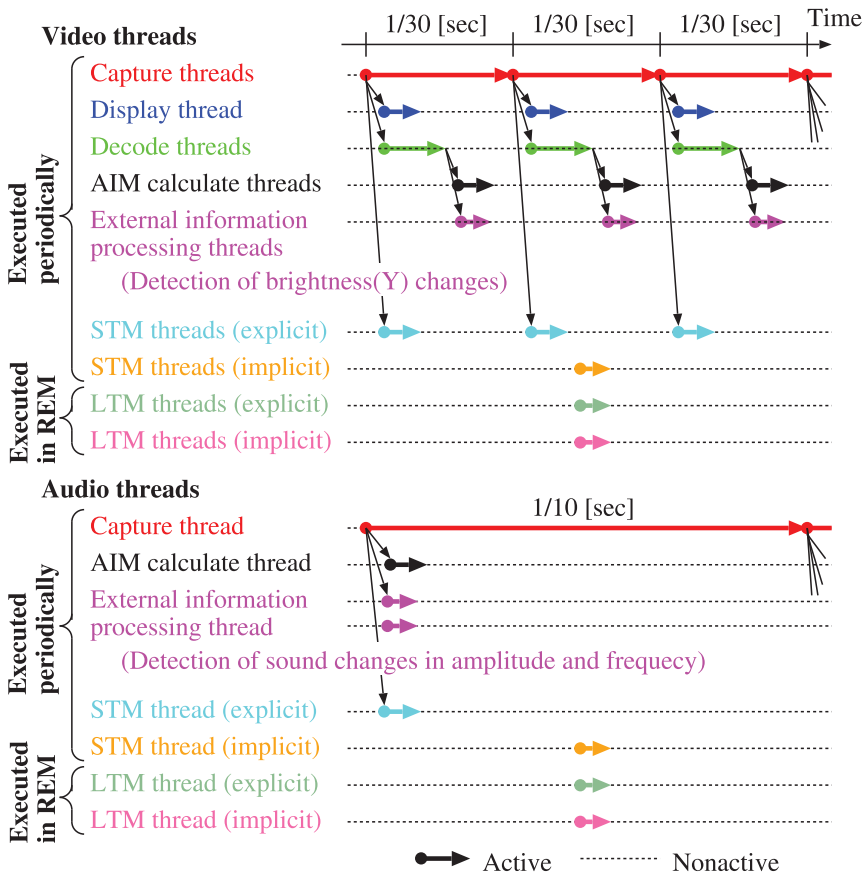 1/30 [sec] 1/30 [sec] 1/30 [sec] Time
Video threads
Executed periodically
Capture threads
Display thread
Decode threads
AIM calculate threads
External information
processing threads
(Detection of brightness(Y) changes)
STM threads (explicit)
STM threads (implicit)
Executed in REM
LTM threads (explicit)
LTM threads (implicit)
Audio threads
1/10 [sec]
Executed periodically
Capture thread
AIM calculate thread
External information
processing thread
(Detection of sound changes in amplitude and frequecy)
STM thread (explicit)
STM thread (implicit)
Executed in REM
LTM thread (explicit)
LTM thread (implicit)
Active Nonactive